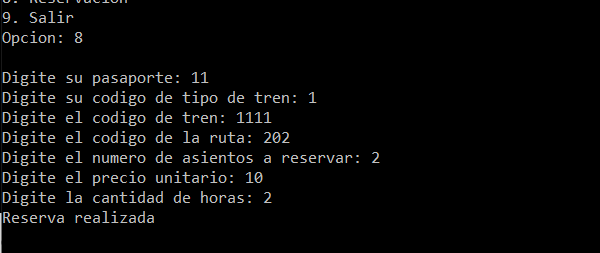 8. Reservacion
9. Salir
Opcion: 8
Digite su pasaporte: 11
Digite su codigo de tipo de tren: 1
Digite el codigo de tren: 1111
Digite el codigo de la ruta: 202
Digite el numero de asientos a reservar: 2
Digite el precio unitario: 10
Digite la cantidad de horas: 2
Reserva realizada